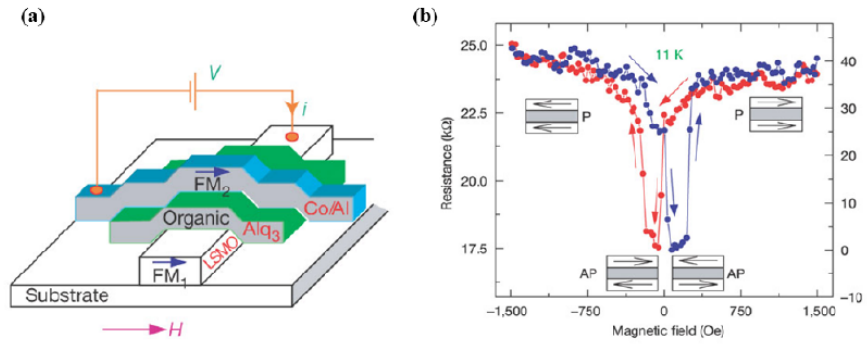 (a)
V
i
FM2
Co/Al
Organic
Alq3
LSMO
FM1
Substrate
H
(b)
25.0
22.5
20.0
17.5
Resistance (kΩ)
11 K
P
P
AP
AP
40
30
20
10
0
−10
−1,500
−750
0
750
1,500
Magnetic field (Oe)